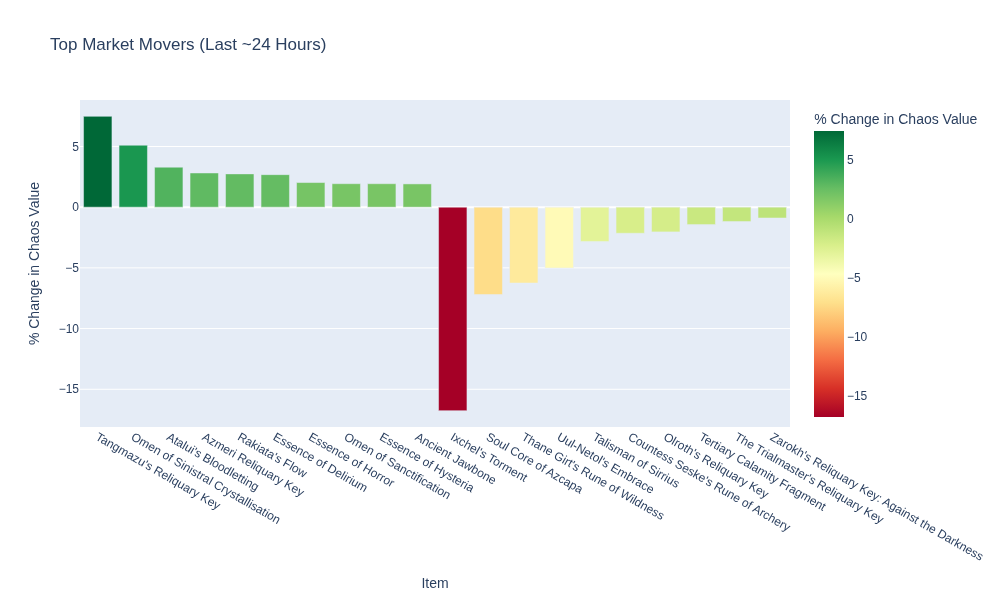 Top Market Movers (Last ~24 Hours)
% Change in Chaos Value
5
0
−5
−10
−15
% Change in Chaos Value
5
0
−5
−10
−15
Tangmazu's Reliquary Key
Omen of Sinistral Crystallisation
Atalui's Bloodletting
Azmeri Reliquary Key
Rakiata's Flow
Essence of Delirium
Essence of Horror
Omen of Sanctification
Essence of Hysteria
Ancient Jawbone
Ixchel's Torment
Soul Core of Azcapa
Thane Girt's Rune of Wildness
Uul-Netol's Embrace
Talisman of Sirrius
Countess Seske's Rune of Archery
Olroth's Reliquary Key
Tertiary Calamity Fragment
The Trialmaster's Reliquary Key
Zarokh's Reliquary Key: Against the Darkness
Item